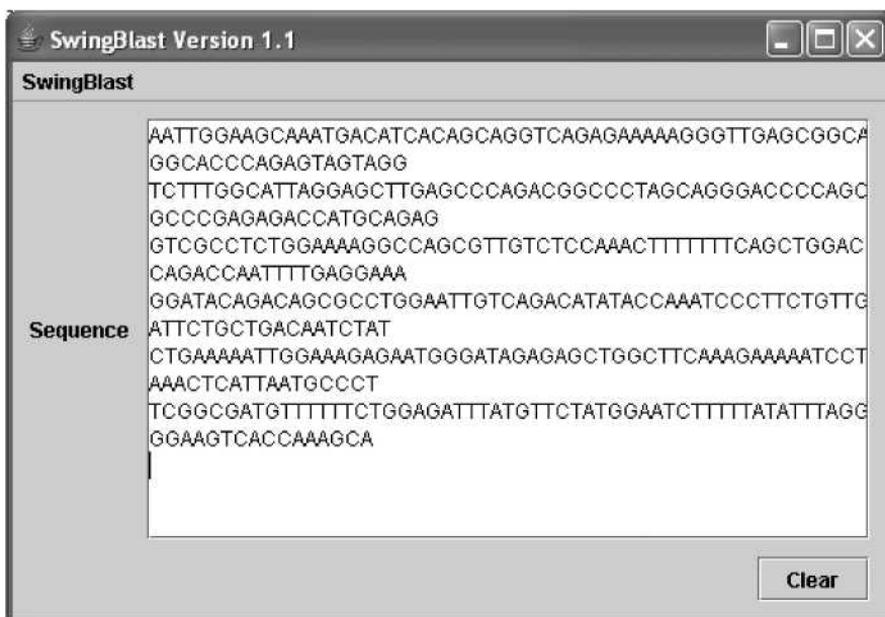 SwingBlast Version 1.1
SwingBlast
AATTGGAAGCAAATGACATCACAGCAGGTCAGAGAAAAAGGGTTGAGCGGCA
GGCACCCAGAGTAGTAGG
TCTTTGGCATTAGGAGCTTGAGCCCAGACGGCCCTAGCAGGGACCCCAGC
GCCCGAGAGACCATGCAGAG
GTCGCCTCTGGAAAAGGCCAGCGTTGTCTCCAAACTTTTTTTCAGCTGGAC
CAGACCAATTTTGAGGAAA
GGATACAGACAGCGCCTGGAATTGTCAGACATATACCAAATCCCTTCTGTTG
Sequence
ATTCTGCTGACAATCTAT
CTGAAAAATTGGAAAGAGAATGGGATAGAGAGCTGGCTTCAAAGAAAAATCCT
AAACTCATTAATGCCCT
TCGGCGATGTTTTTTCTGGAGATTTATGTTCTATGGAATCTTTTTATATTTAGG
GGAAGTCACCAAAGCA
Clear